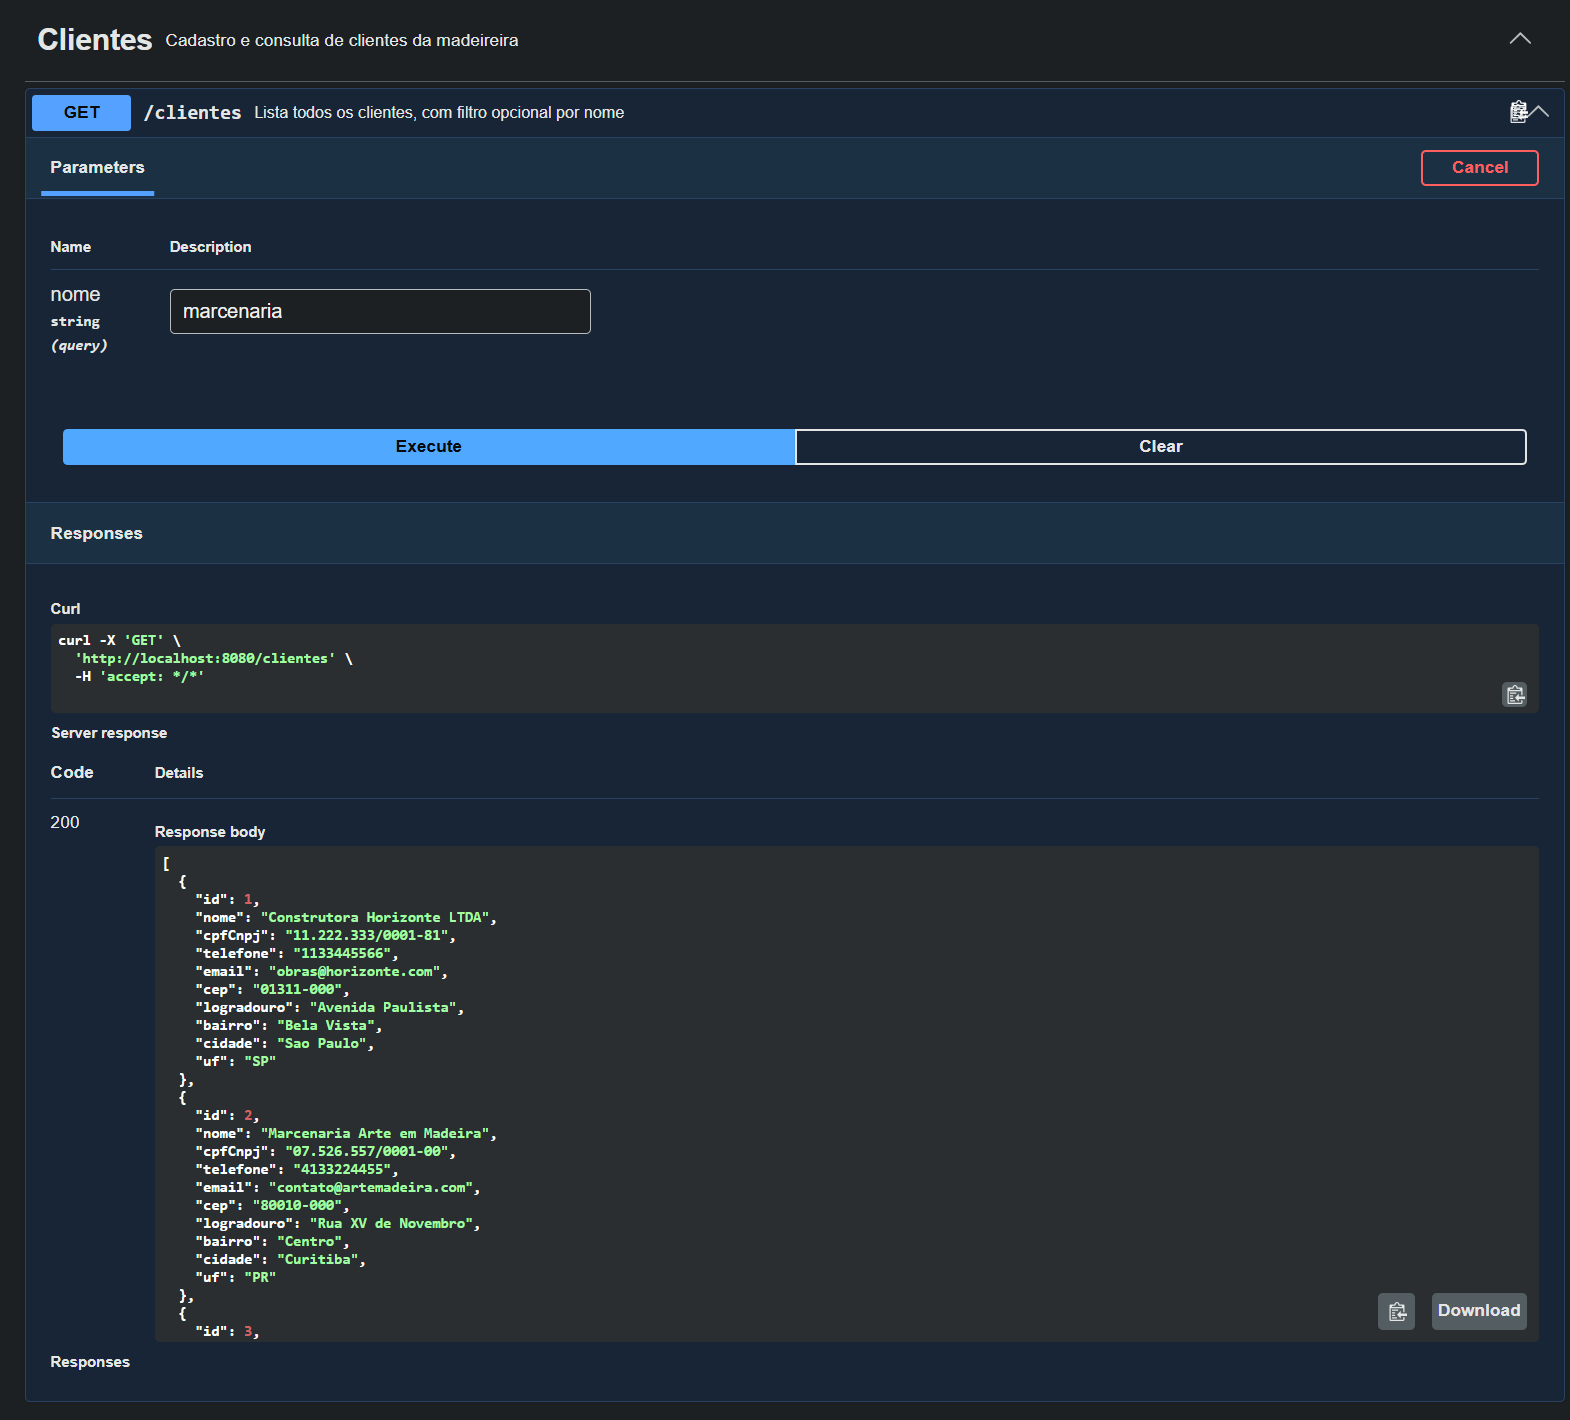 Clientes Cadastro e consulta de clientes da madeireira
GET /clientes Lista todos os clientes, com filtro opcional por nome
Parameters Cancel
Name Description
nome
string
(query)
marcenaria
Execute Clear
Responses
Curl
curl -X 'GET' \
  'http://localhost:8080/clientes' \
  -H 'accept: */*'
Server response
Code Details
200
Response body
[
  {
    "id": 1,
    "nome": "Construtora Horizonte LTDA",
    "cpfCnpj": "11.222.333/0001-81",
    "telefone": "1133445566",
    "email": "obras@horizonte.com",
    "cep": "01311-000",
    "logradouro": "Avenida Paulista",
    "bairro": "Bela Vista",
    "cidade": "Sao Paulo",
    "uf": "SP"
  },
  {
    "id": 2,
    "nome": "Marcenaria Arte em Madeira",
    "cpfCnpj": "07.526.557/0001-00",
    "telefone": "4133224455",
    "email": "contato@artemadeira.com",
    "cep": "80010-000",
    "logradouro": "Rua XV de Novembro",
    "bairro": "Centro",
    "cidade": "Curitiba",
    "uf": "PR"
  },
  {
    "id": 3,
Download
Responses